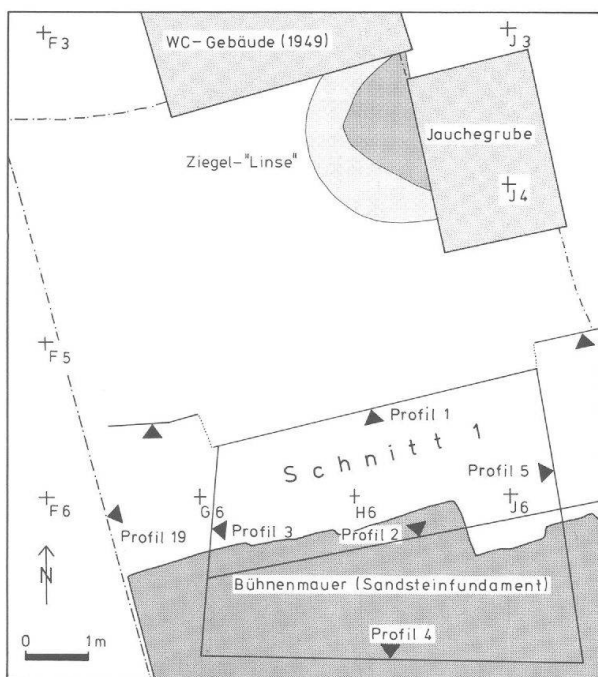 F3
WC-Gebäude (1949)
J3
Jauchegrube
Ziegel-"Linse"
J4
F5
Profil 1
Schnitt 1
Profil 5
F6
G6
H6
J6
Profil 19
Profil 3
Profil 2
N
Bühnenmauer (Sandsteinfundament)
Profil 4
0 1m